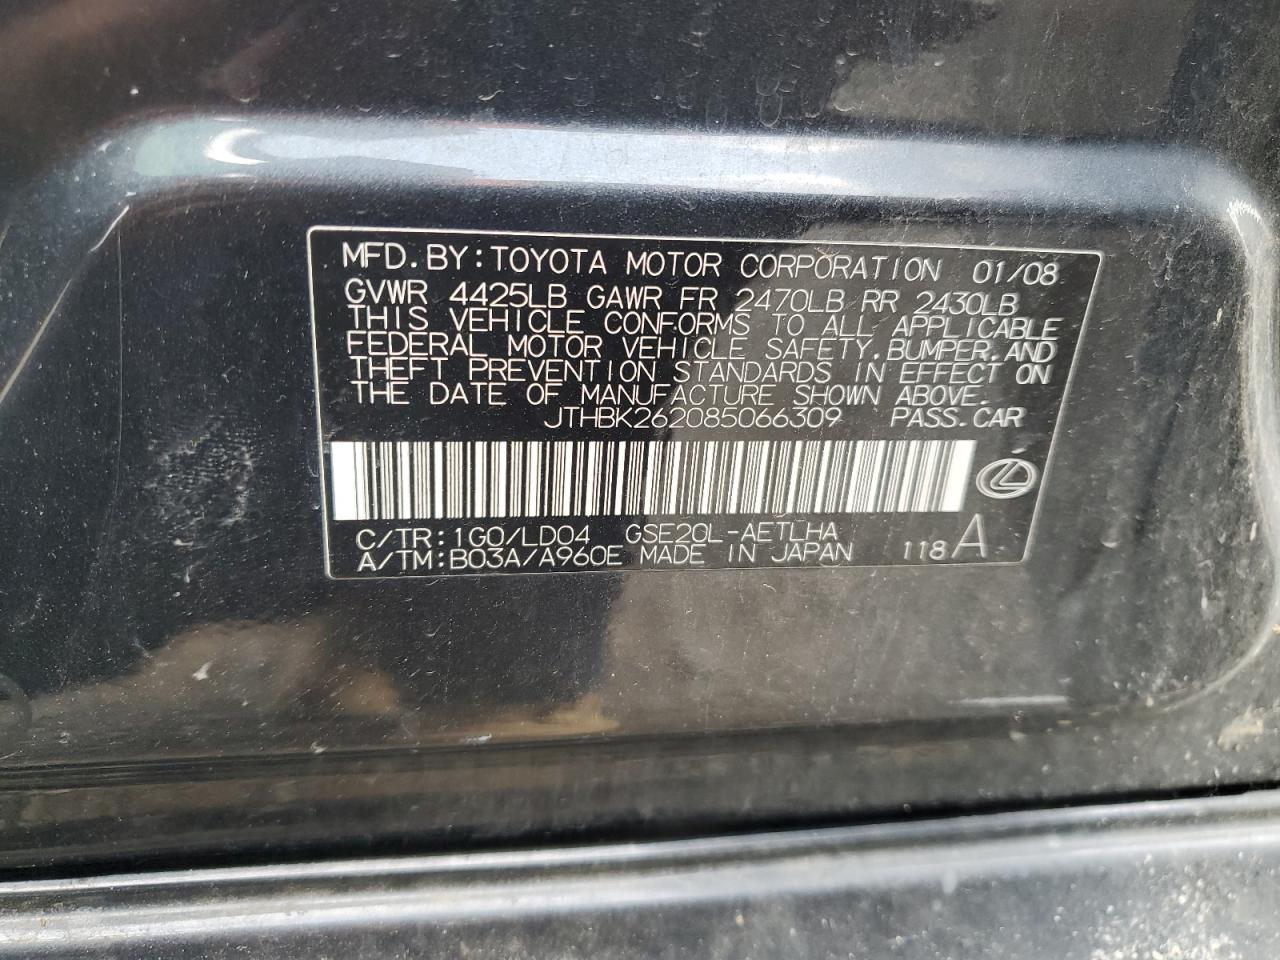 MFD.BY:TOYOTA MOTOR CORPORATION 01/08
GVWR 4425LB GAWR FR 2470LB RR 2430LB
THIS VEHICLE CONFORMS TO ALL APPLICABLE
FEDERAL MOTOR VEHICLE SAFETY,BUMPER,AND
THEFT PREVENTION STANDARDS IN EFFECT ON
THE DATE OF MANUFACTURE SHOWN ABOVE.
JTHBK262085066309 PASS.CAR
C/TR:1G0/LD04 GSE20L-AETLHA
A/TM:B03A/A960E MADE IN JAPAN 118A